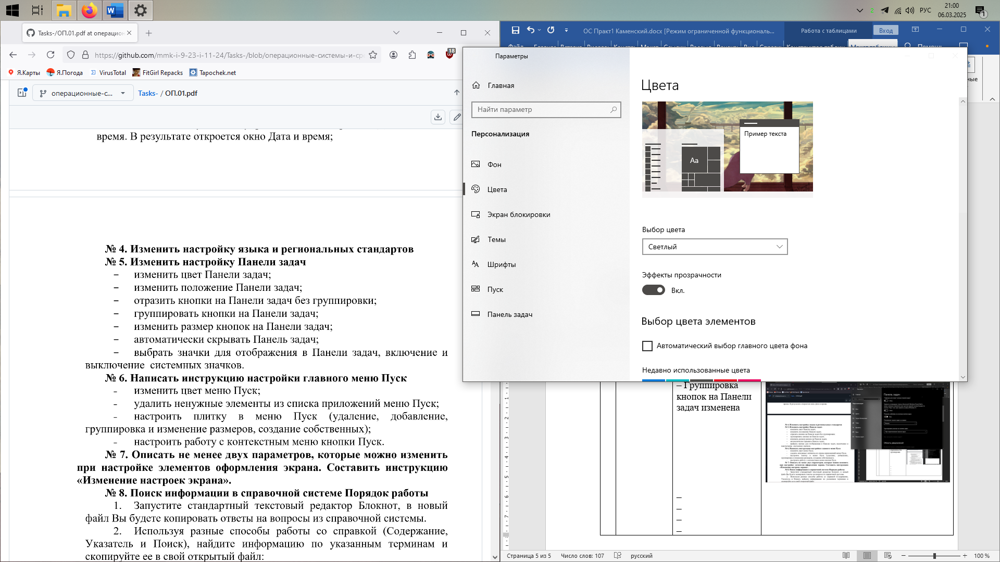 21:00
РУС
06.03.2025
1
Tasks-/ОП.01.pdf at операцион
https://github.com/mmk-i-9-23-i-11-24/Tasks-/blob/операционные-системы-и-сре
18
Я.Карты
Я.Погода
VirusTotal
FitGirl Repacks
Tapochek.net
операционные-с...
Tasks- / ОП.01.pdf
время. В результате откроется окно Дата и время;
№ 4. Изменить настройку языка и региональных стандартов
№ 5. Изменить настройку Панели задач
− изменить цвет Панели задач;
− изменить положение Панели задач;
− отразить кнопки на Панели задач без группировки;
− группировать кнопки на Панели задач;
− изменить размер кнопок на Панели задач;
− автоматически скрывать Панель задач;
− выбрать значки для отображения в Панели задач, включение и
выключение системных значков.
№ 6. Написать инструкцию настройки главного меню Пуск
- изменить цвет меню Пуск;
- удалить ненужные элементы из списка приложений меню Пуск;
- настроить плитку в меню Пуск (удаление, добавление,
группировка и изменение размеров, создание собственных);
- настроить работу с контекстным меню кнопки Пуск.
№ 7. Описать не менее двух параметров, которые можно изменить
при настройке элементов оформления экрана. Составить инструкцию
«Изменение настроек экрана».
№ 8. Поиск информации в справочной системе Порядок работы
1. Запустите стандартный текстовый редактор Блокнот, в новый
файл Вы будете копировать ответы на вопросы из справочной системы.
2. Используя разные способы работы со справкой (Содержание,
Указатель и Поиск), найдите информацию по указанным терминам и
скопируйте ее в свой открытый файл:
ОС Практ1 Каменский.docx [Режим ограниченной функциональ...
Работа с таблицами
Вход
Параметры
Главная
Найти параметр
Персонализация
Фон
Цвета
Экран блокировки
Темы
Шрифты
Пуск
Панель задач
Цвета
Пример текста
Aa
Выбор цвета
Светлый
Эффекты прозрачности
Вкл.
Выбор цвета элементов
Автоматический выбор главного цвета фона
Недавно использованные цвета
– Группировка
кнопок на Панели
задач изменена
–
–
–
–
Страница 5 из 5
Число слов: 107
русский
100 %